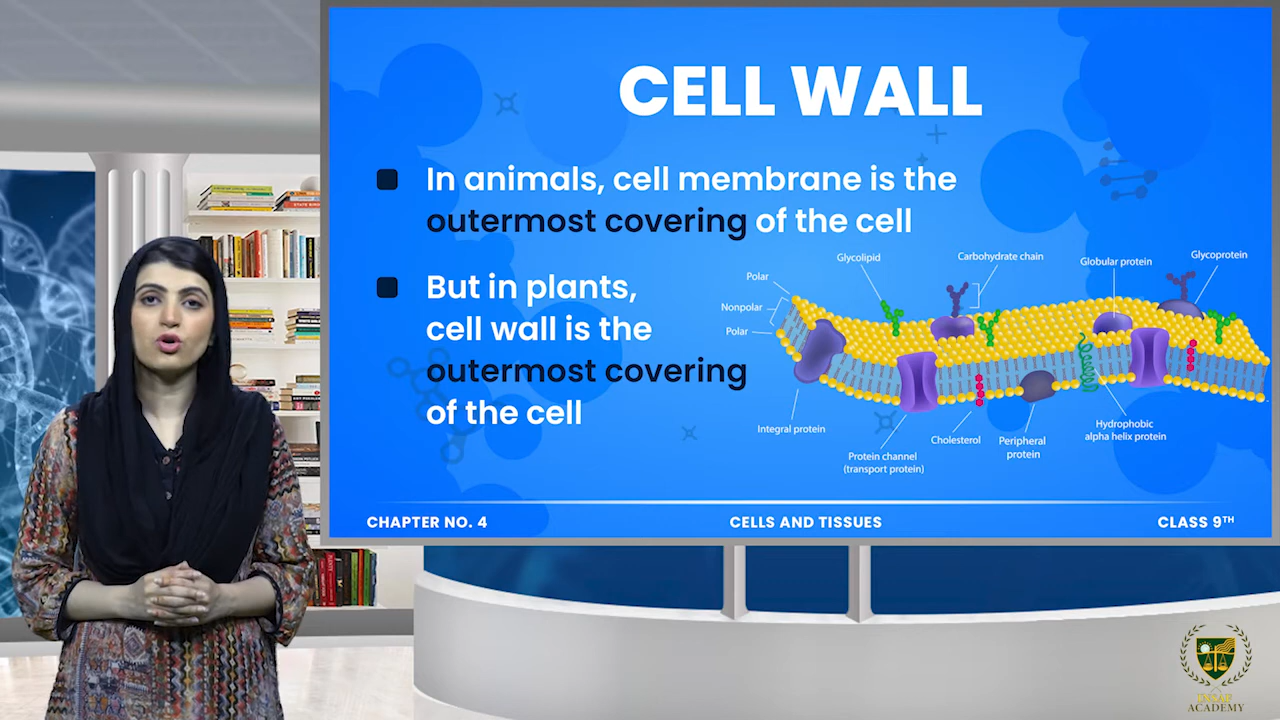 CELL WALL
In animals, cell membrane is the
outermost covering of the cell
But in plants,
cell wall is the
outermost covering
of the cell
Glycolipid
Carbohydrate chain
Globular protein
Glycoprotein
Polar
Nonpolar
Polar
Integral protein
Protein channel
(transport protein)
Cholesterol
Peripheral
protein
Hydrophobic
alpha helix protein
CHAPTER NO. 4
CELLS AND TISSUES
CLASS 9TH
INSAF
ACADEMY